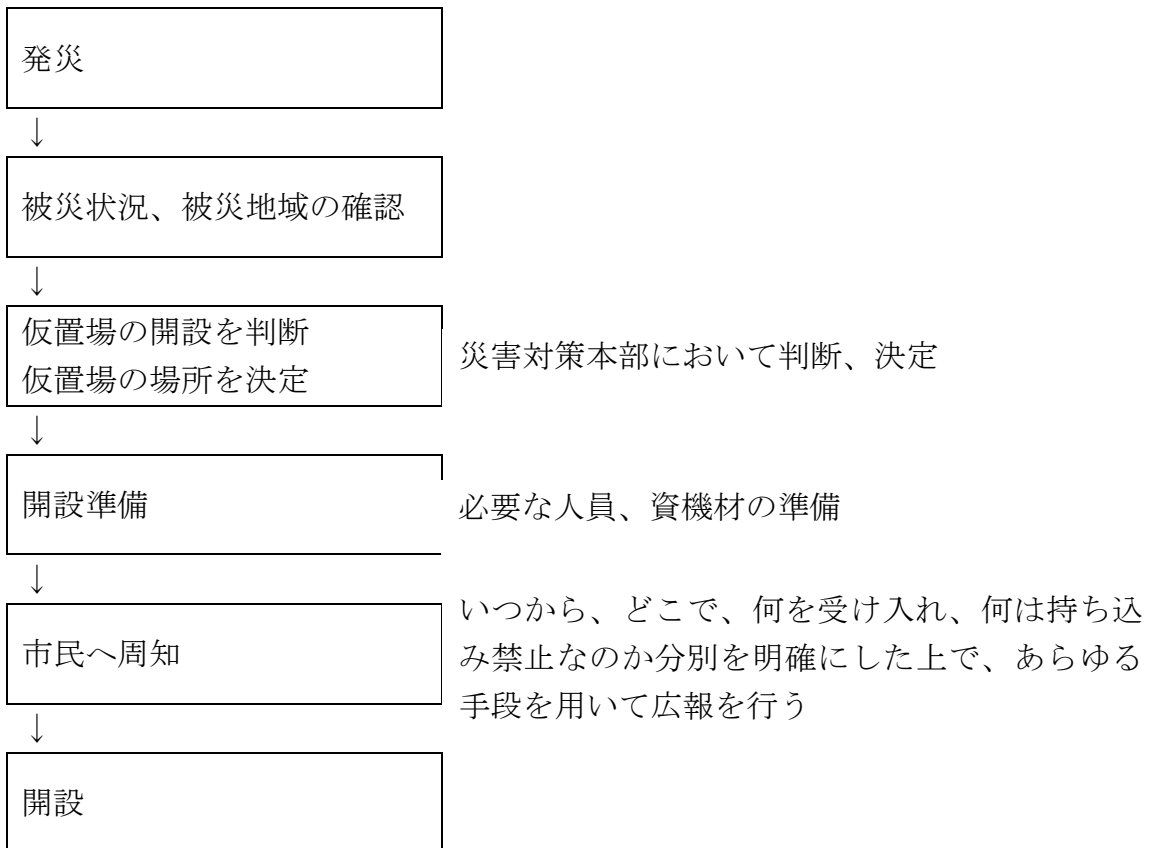 発災
↓
被災状況、被災地域の確認
↓
仮置場の開設を判断
仮置場の場所を決定
災害対策本部において判断、決定
↓
開設準備
必要な人員、資機材の準備
↓
市民へ周知
いつから、どこで、何を受け入れ、何は持ち込
み禁止なのか分別を明確にした上で、あらゆる
手段を用いて広報を行う
↓
開設